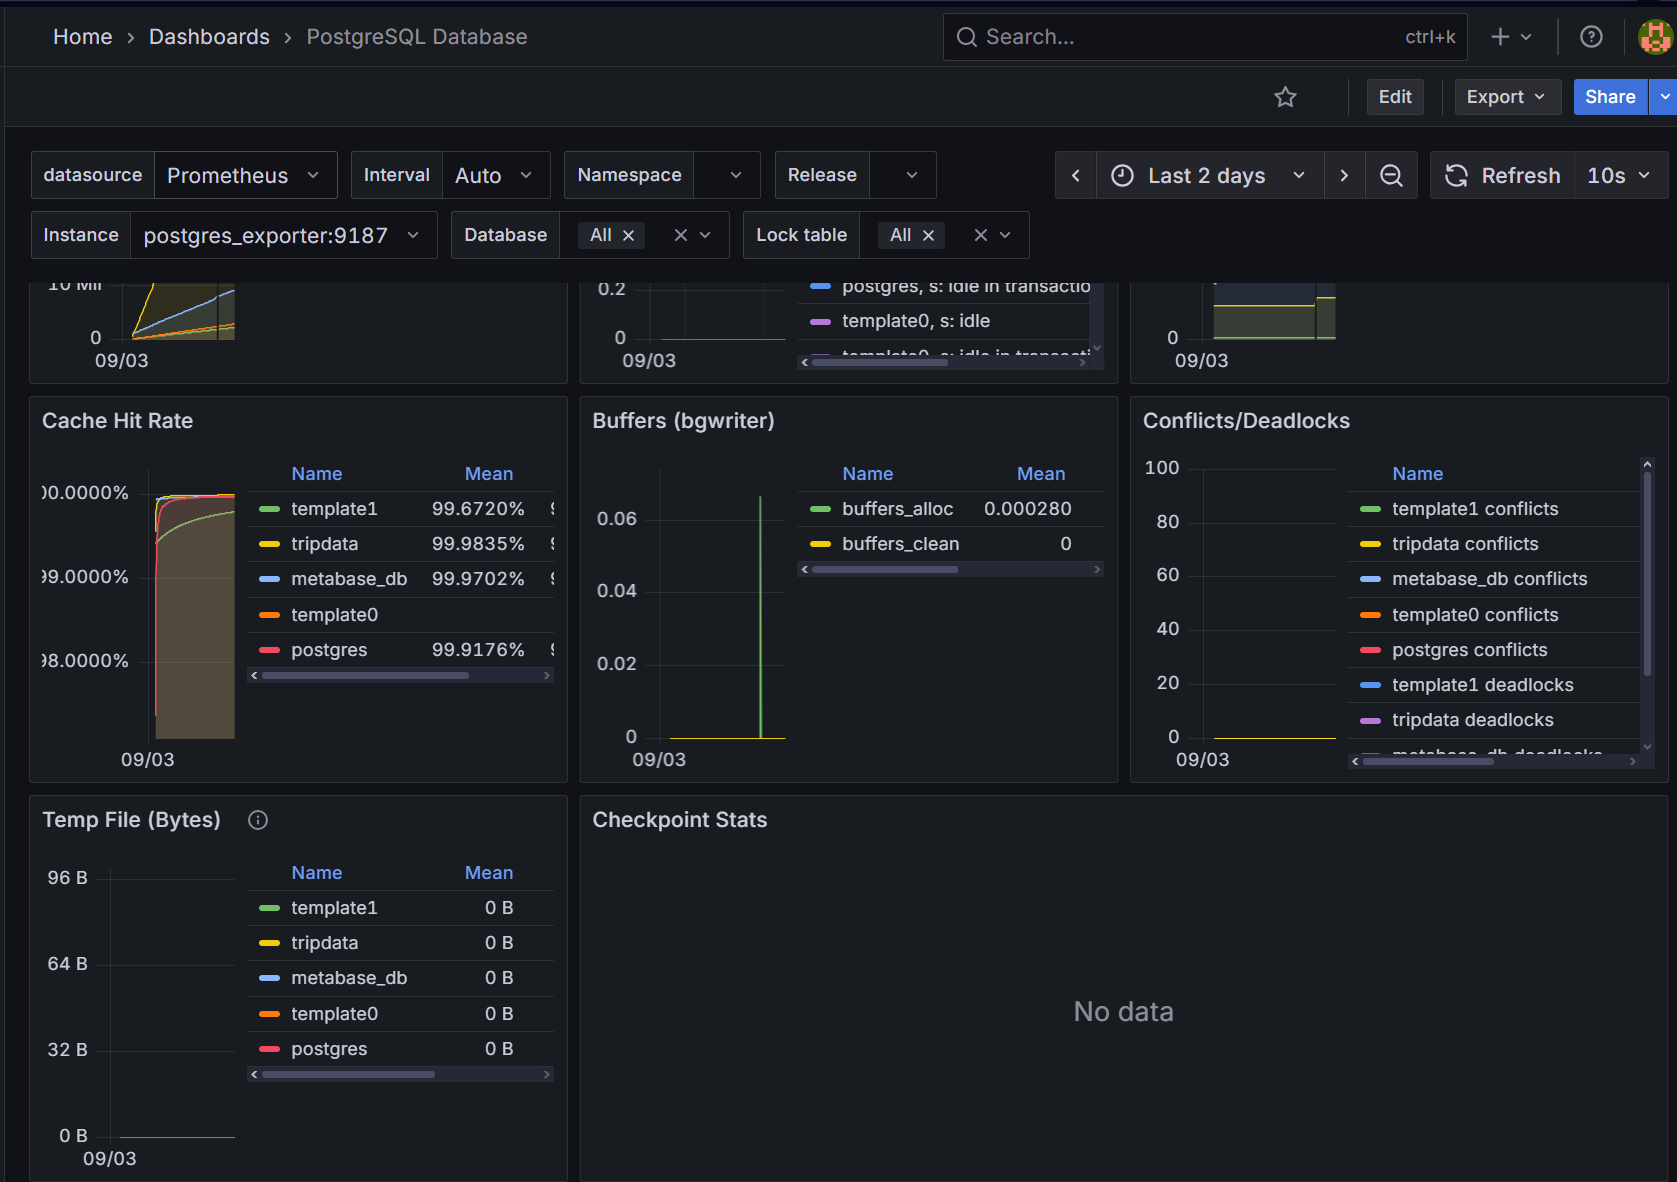 Home › Dashboards › PostgreSQL Database
Search...
ctrl+k
Edit
Export
Share
datasource Prometheus
Interval Auto
Namespace
Release
Last 2 days
Refresh 10s
Instance postgres_exporter:9187
Database All
Lock table All
10 Mil
0
09/03
0.2
0
09/03
postgres, s: idle in transactio
template0, s: idle
template0, s: idle in transacti
0
09/03
Cache Hit Rate
Name Mean
00.0000%
99.0000%
98.0000%
09/03
template1 99.6720%
tripdata 99.9835%
metabase_db 99.9702%
template0
postgres 99.9176%
Buffers (bgwriter)
Name Mean
0.06
0.04
0.02
0
09/03
buffers_alloc 0.000280
buffers_clean 0
Conflicts/Deadlocks
100
80
60
40
20
0
09/03
Name
template1 conflicts
tripdata conflicts
metabase_db conflicts
template0 conflicts
postgres conflicts
template1 deadlocks
tripdata deadlocks
metabase_db deadlocks
Temp File (Bytes)
96 B
64 B
32 B
0 B
09/03
Name Mean
template1 0 B
tripdata 0 B
metabase_db 0 B
template0 0 B
postgres 0 B
Checkpoint Stats
No data